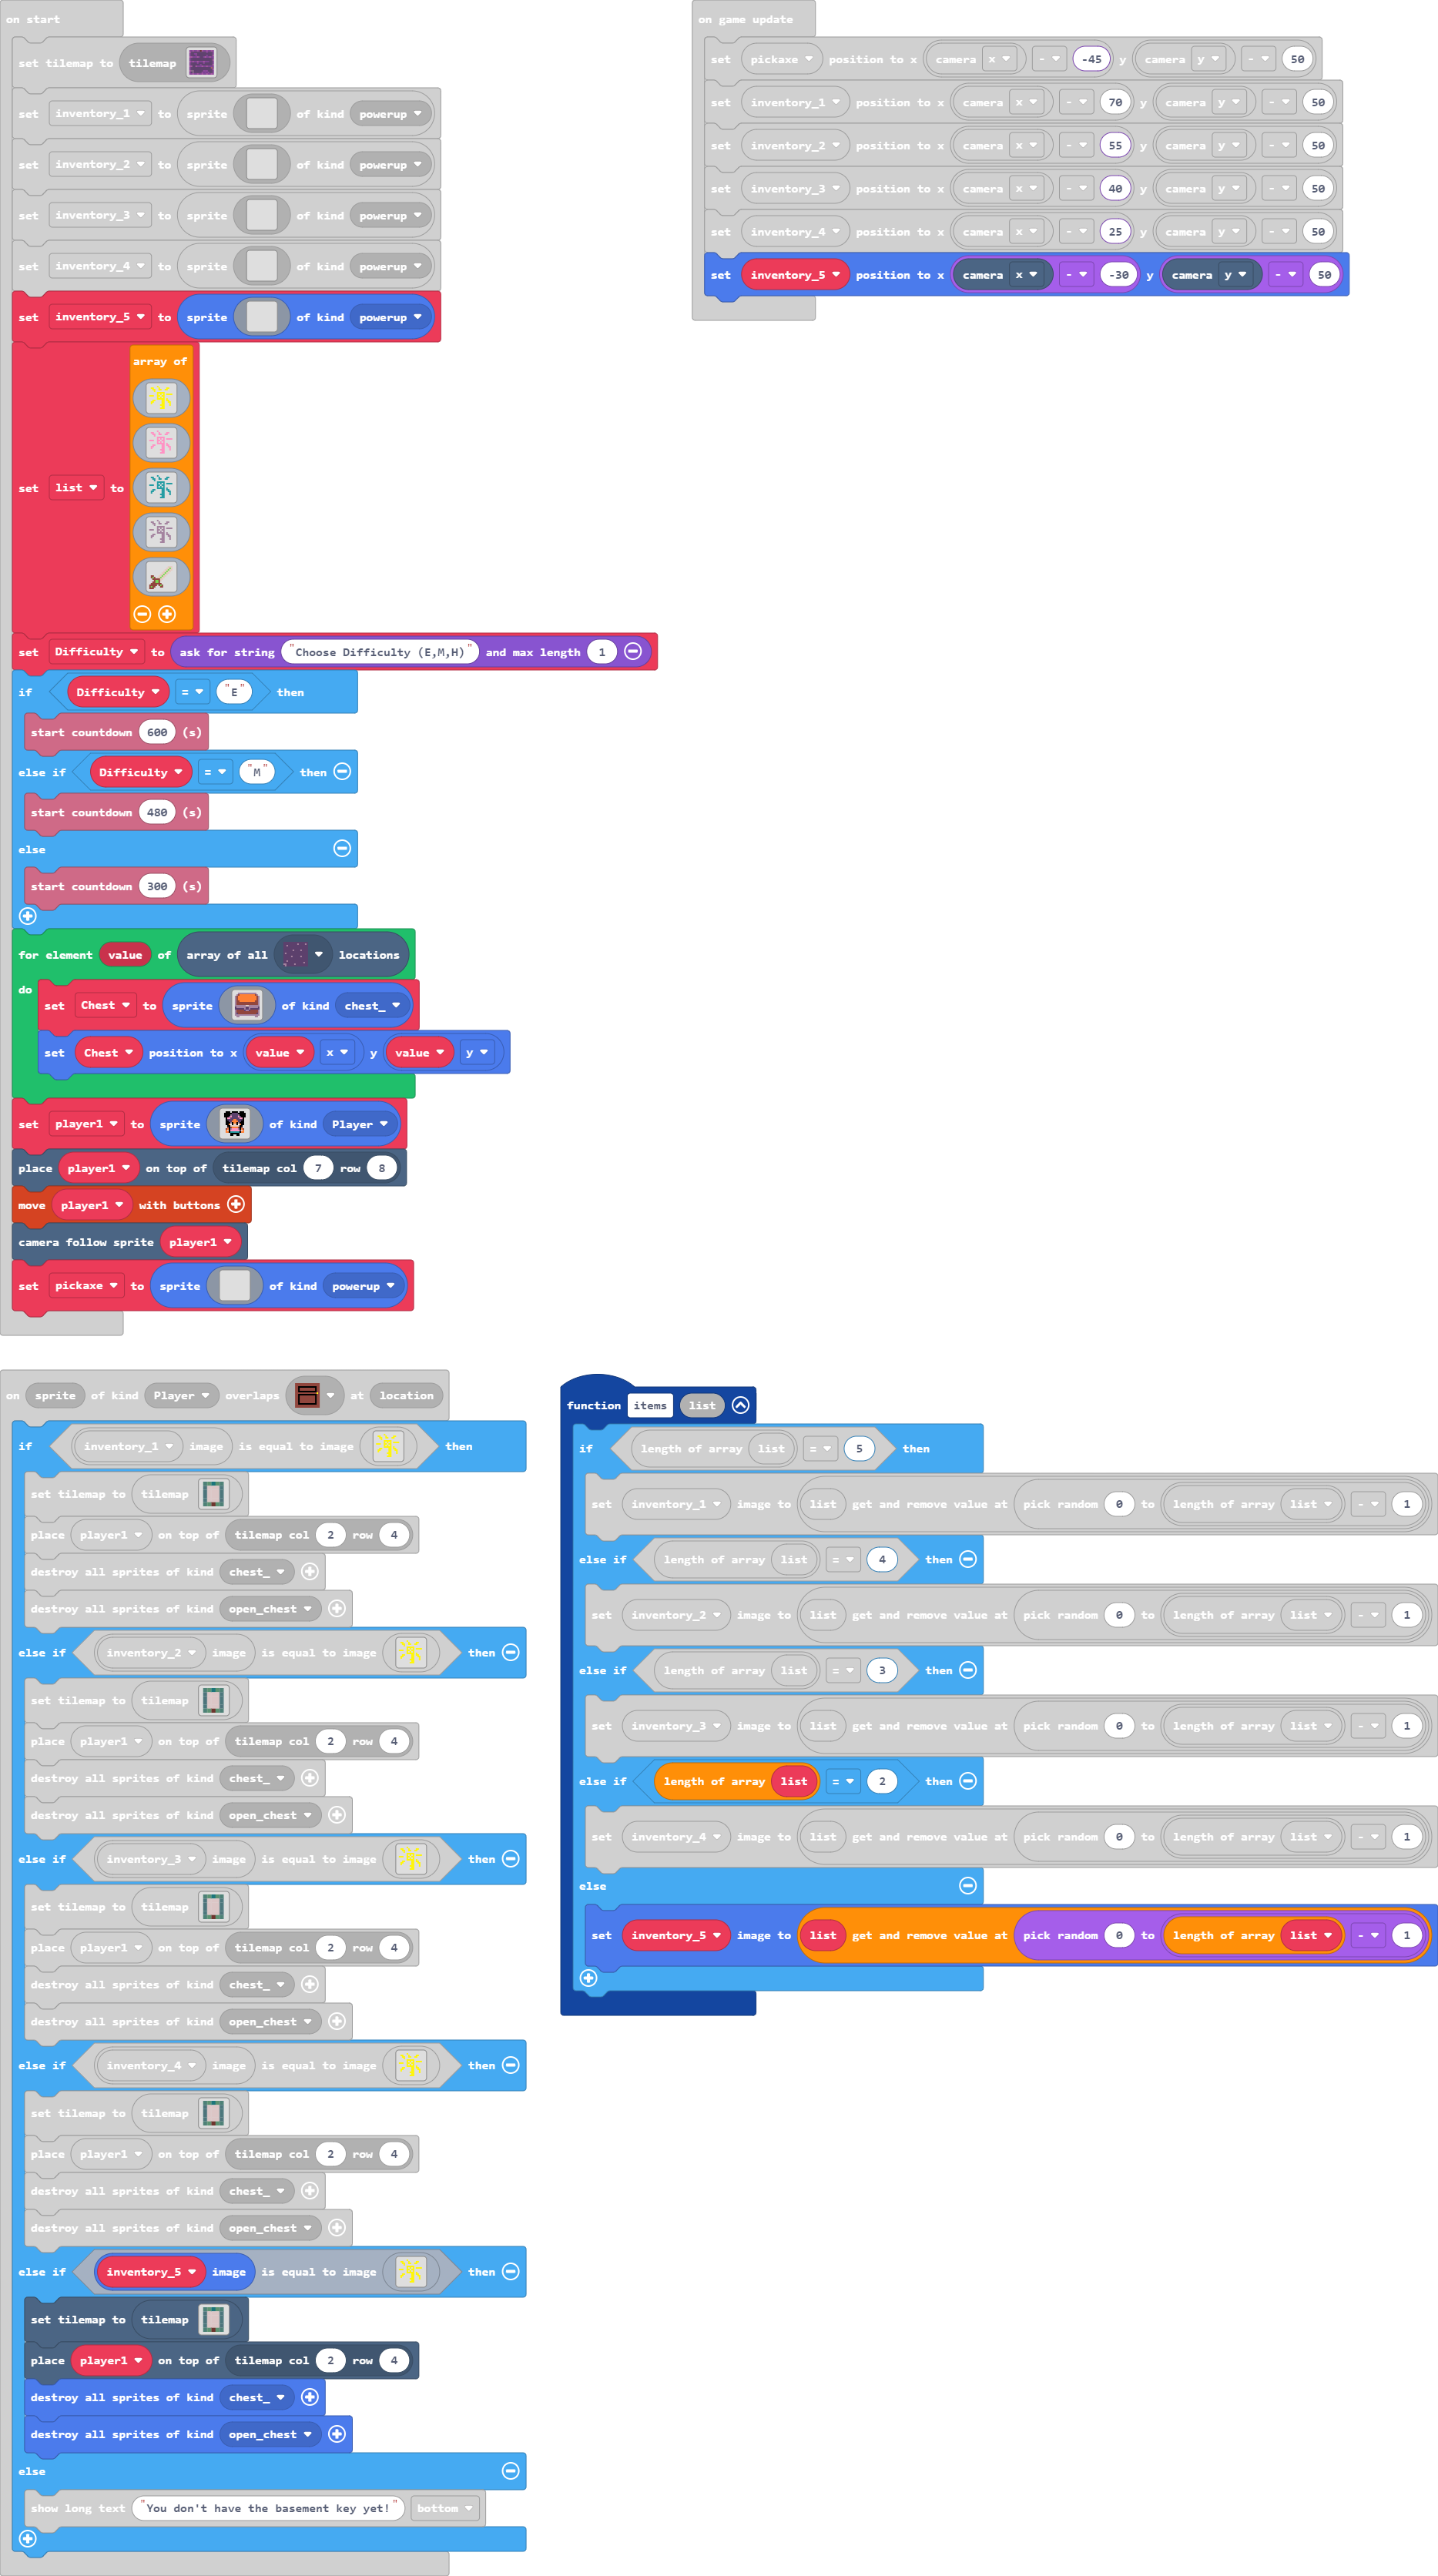 on start
set tilemap to tilemap
set inventory_1 to sprite of kind powerup
set inventory_2 to sprite of kind powerup
set inventory_3 to sprite of kind powerup
set inventory_4 to sprite of kind powerup
set inventory_5 to sprite of kind powerup
array of
set list to
set Difficulty to ask for string "Choose Difficulty (E,M,H)" and max length 1
if Difficulty = "E" then
start countdown 600 (s)
else if Difficulty = "M" then
start countdown 480 (s)
else
start countdown 300 (s)
for element value of array of all locations
do
set Chest to sprite of kind chest_
set Chest position to x value x y value y
set player1 to sprite of kind Player
place player1 on top of tilemap col 7 row 8
move player1 with buttons
camera follow sprite player1
set pickaxe to sprite of kind powerup
on game update
set pickaxe position to x camera x - -45 y camera y - 50
set inventory_1 position to x camera x - 70 y camera y - 50
set inventory_2 position to x camera x - 55 y camera y - 50
set inventory_3 position to x camera x - 40 y camera y - 50
set inventory_4 position to x camera x - 25 y camera y - 50
set inventory_5 position to x camera x - -30 y camera y - 50
on sprite of kind Player overlaps at location
if inventory_1 image is equal to image then
set tilemap to tilemap
place player1 on top of tilemap col 2 row 4
destroy all sprites of kind chest_
destroy all sprites of kind open_chest
else if inventory_2 image is equal to image then
set tilemap to tilemap
place player1 on top of tilemap col 2 row 4
destroy all sprites of kind chest_
destroy all sprites of kind open_chest
else if inventory_3 image is equal to image then
set tilemap to tilemap
place player1 on top of tilemap col 2 row 4
destroy all sprites of kind chest_
destroy all sprites of kind open_chest
else if inventory_4 image is equal to image then
set tilemap to tilemap
place player1 on top of tilemap col 2 row 4
destroy all sprites of kind chest_
destroy all sprites of kind open_chest
else if inventory_5 image is equal to image then
set tilemap to tilemap
place player1 on top of tilemap col 2 row 4
destroy all sprites of kind chest_
destroy all sprites of kind open_chest
else
show long text "You don't have the basement key yet!" bottom
function items list
if length of array list = 5 then
set inventory_1 image to list get and remove value at pick random 0 to length of array list - 1
else if length of array list = 4 then
set inventory_2 image to list get and remove value at pick random 0 to length of array list - 1
else if length of array list = 3 then
set inventory_3 image to list get and remove value at pick random 0 to length of array list - 1
else if length of array list = 2 then
set inventory_4 image to list get and remove value at pick random 0 to length of array list - 1
else
set inventory_5 image to list get and remove value at pick random 0 to length of array list - 1